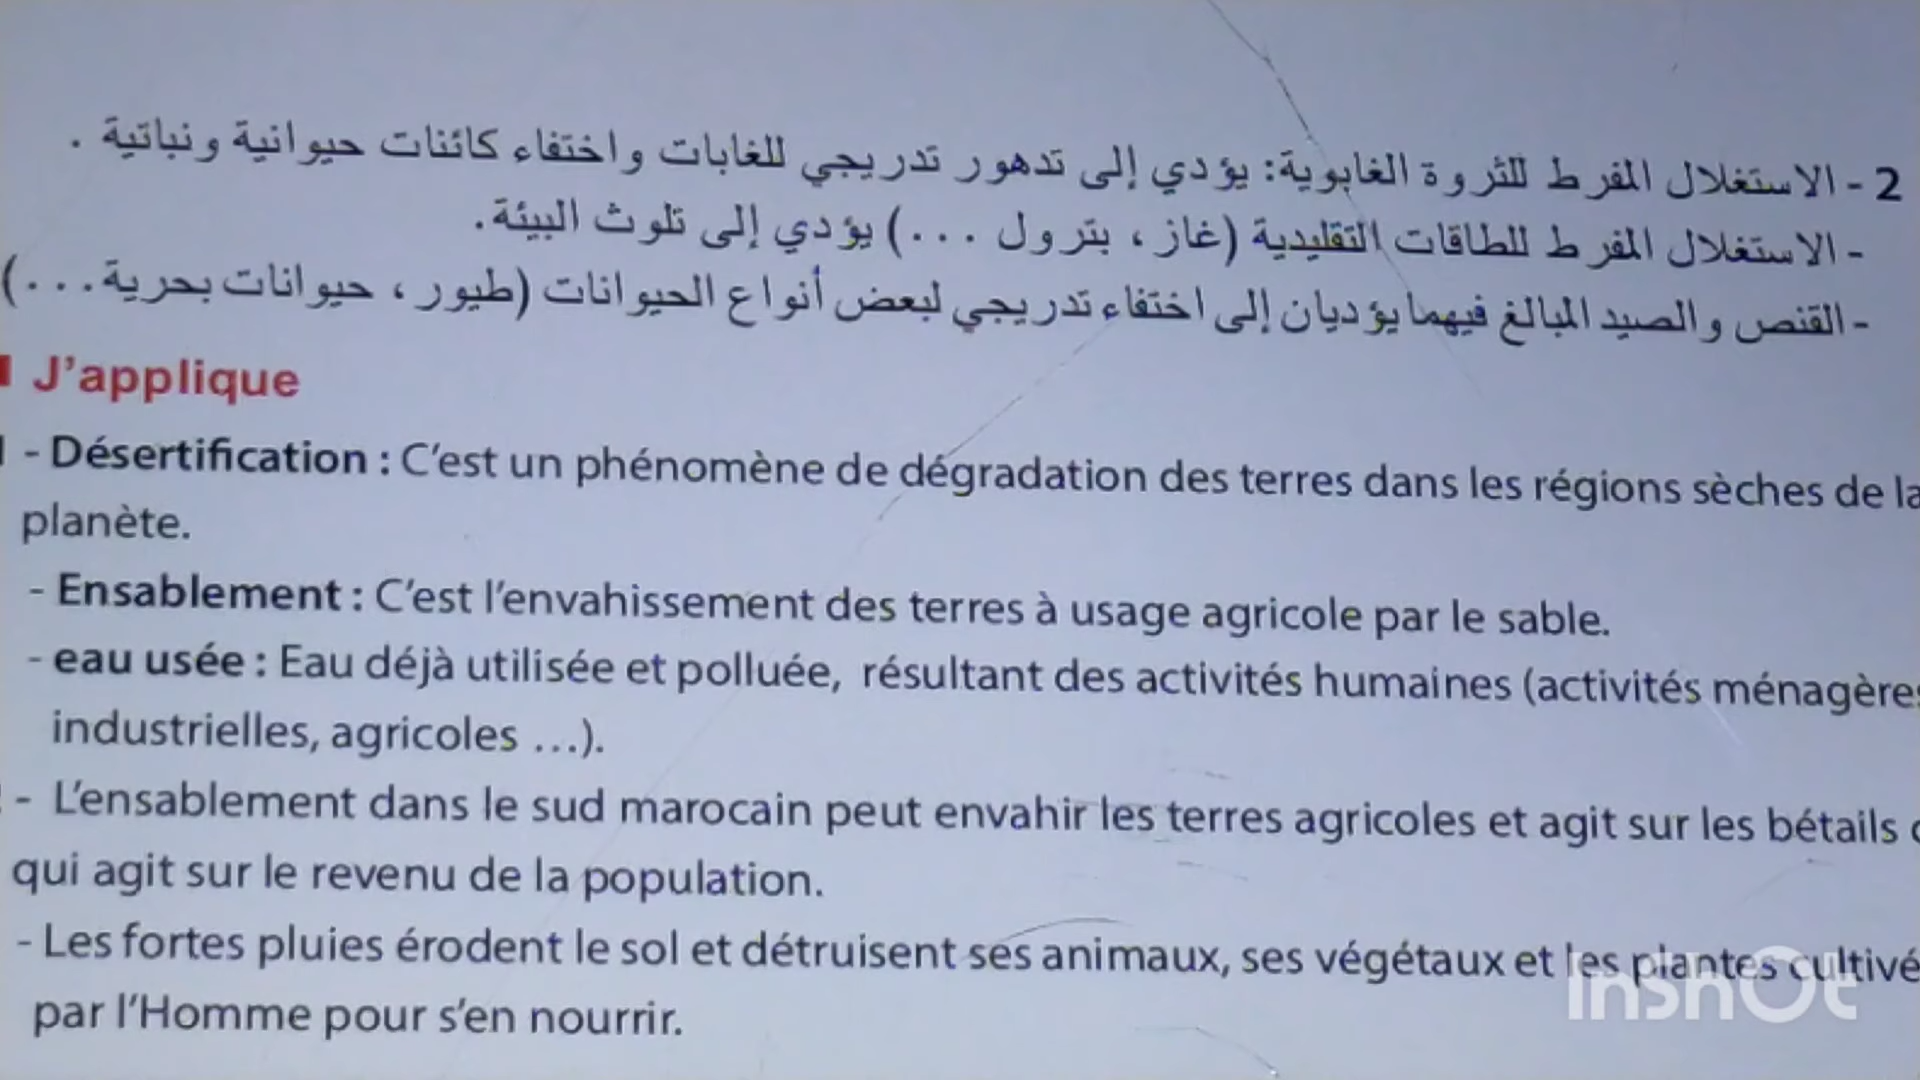 2 - الاستغلال المفرط للثروة الغابوية: يؤدي إلى تدهور تدريجي للغابات واختفاء كائنات حيوانية ونباتية .
- الاستغلال المفرط للطاقات التقليدية (غاز، بترول ...) يؤدي إلى تلوث البيئة.
- القنص والصيد المبالغ فيهما يؤديان إلى اختفاء تدريجي لبعض أنواع الحيوانات (طيور، حيوانات بحرية...)
J'applique
- Désertification : C'est un phénomène de dégradation des terres dans les régions sèches de la
planète.
- Ensablement : C'est l'envahissement des terres à usage agricole par le sable.
- eau usée : Eau déjà utilisée et polluée, résultant des activités humaines (activités ménagères
industrielles, agricoles ...).
- L'ensablement dans le sud marocain peut envahir les terres agricoles et agit sur les bétails
qui agit sur le revenu de la population.
- Les fortes pluies érodent le sol et détruisent ses animaux, ses végétaux et les plantes cultivé
par l'Homme pour s'en nourrir.
InShOt